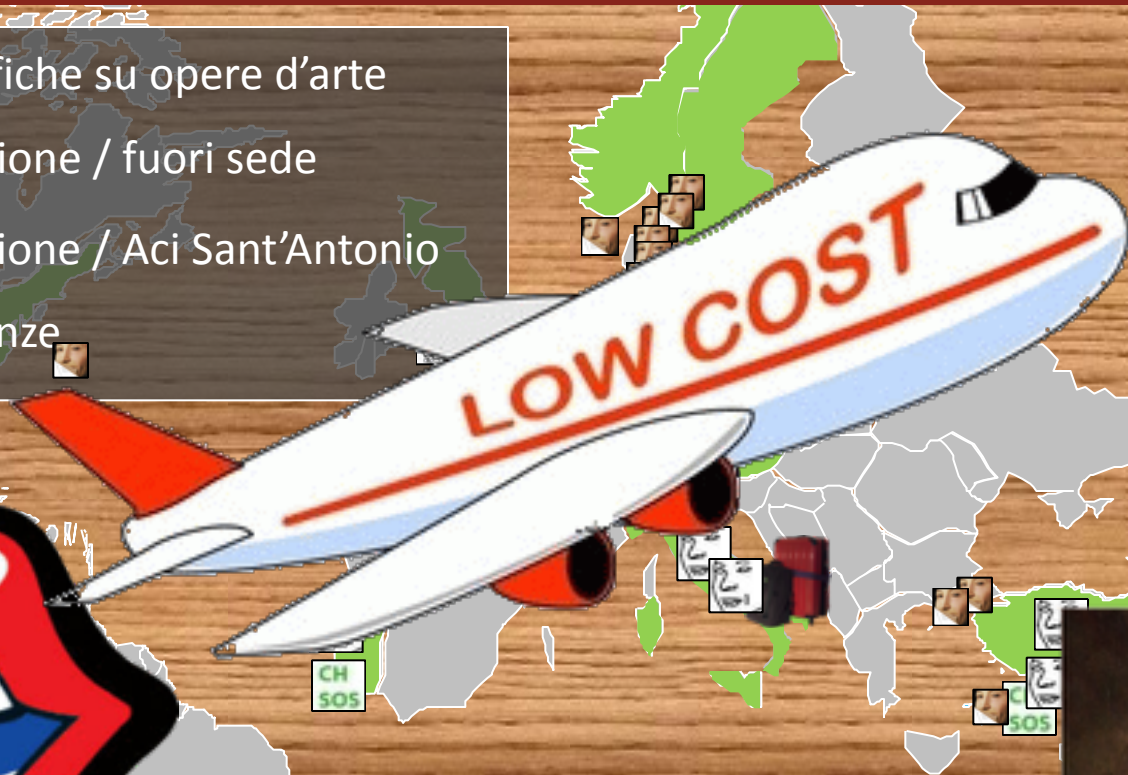 fiche su opere d'arte
ione / fuori sede
ione / Aci Sant'Antonio
nze
LOW COST
CH
SOS
SOS